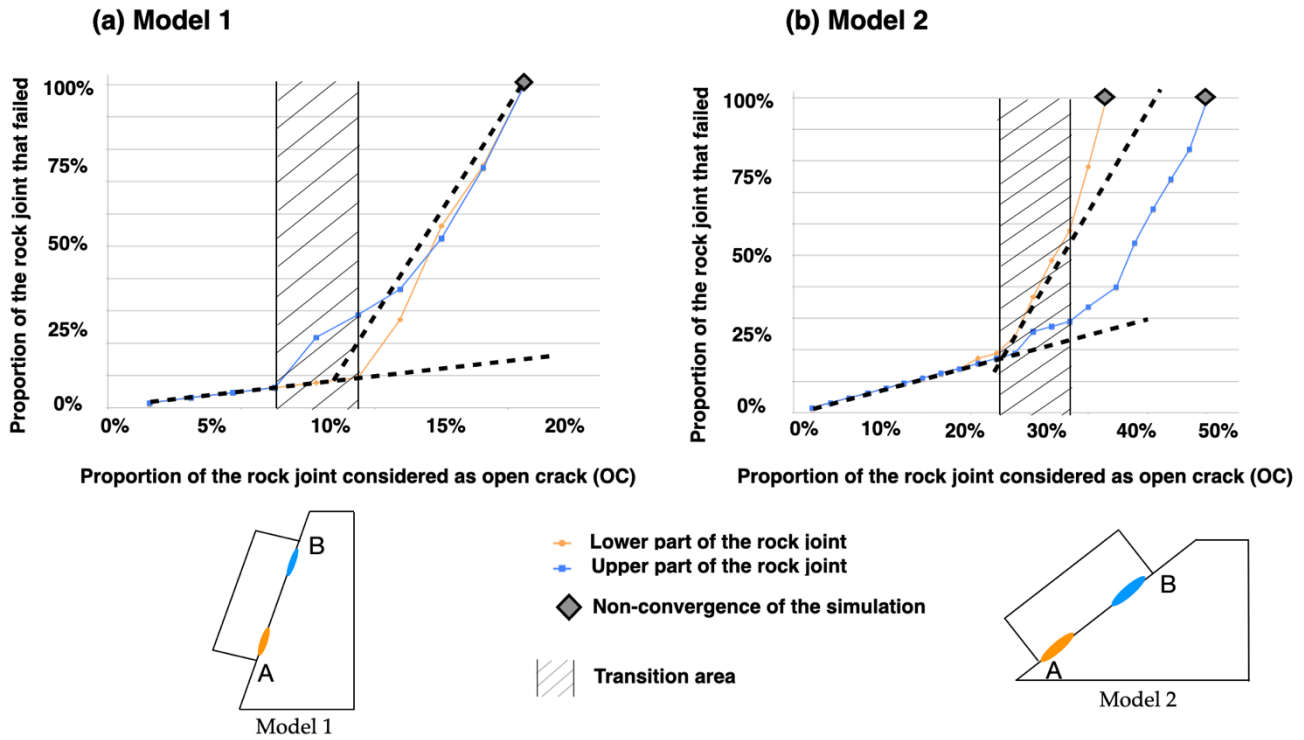 (a) Model 1
Proportion of the rock joint that failed
100%
75%
50%
25%
0%
0%
5%
10%
15%
20%
Proportion of the rock joint considered as open crack (OC)
(b) Model 2
Proportion of the rock joint that failed
100%
75%
50%
25%
0%
0%
10%
20%
30%
40%
50%
Proportion of the rock joint considered as open crack (OC)
B
A
Model 1
Lower part of the rock joint
Upper part of the rock joint
Non-convergence of the simulation
Transition area
B
A
Model 2